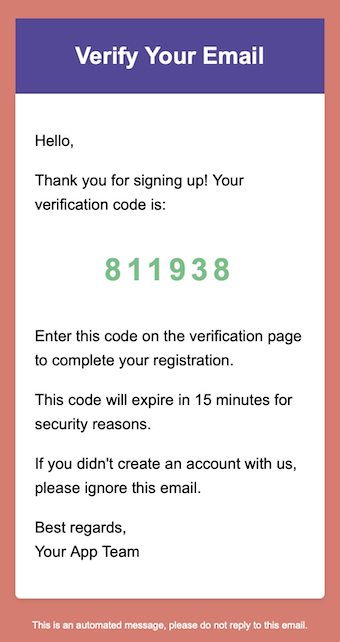 Verify Your Email
Hello,
Thank you for signing up! Your
verification code is:
811938
Enter this code on the verification page
to complete your registration.
This code will expire in 15 minutes for
security reasons.
If you didn't create an account with us,
please ignore this email.
Best regards,
Your App Team
This is an automated message, please do not reply to this email.